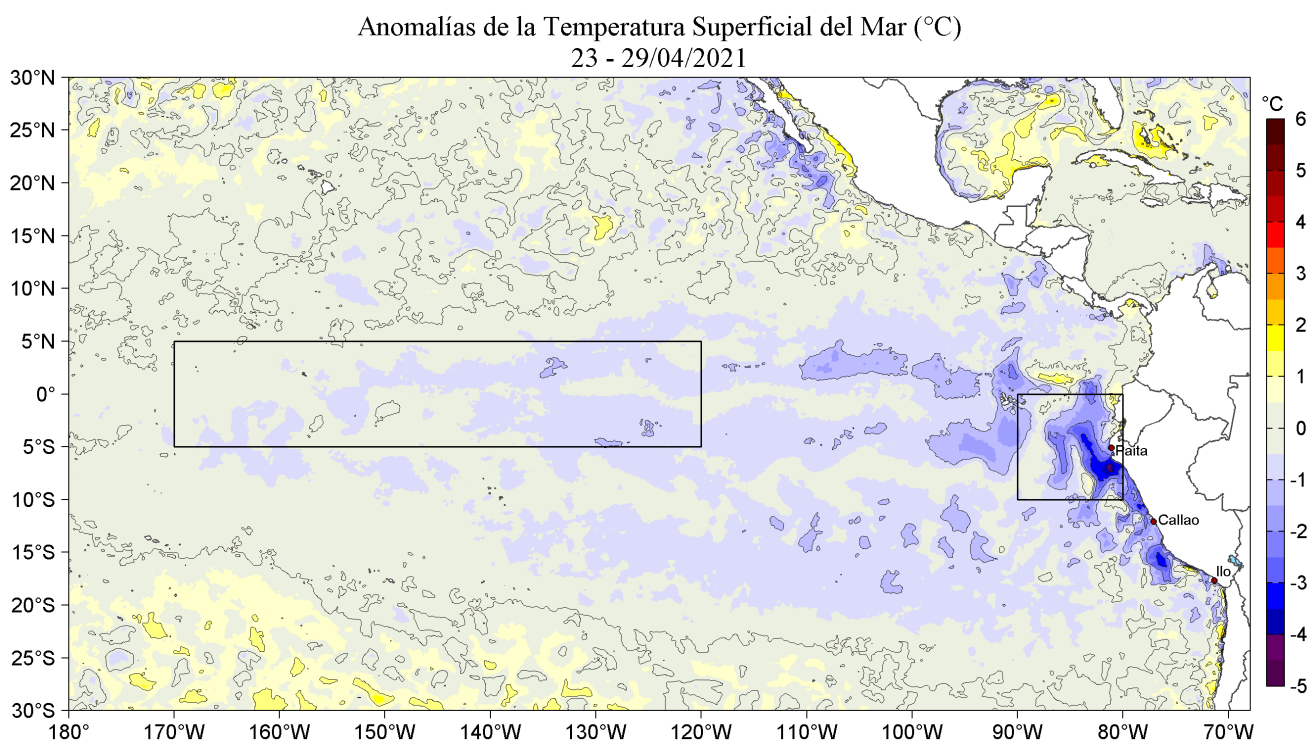 Anomalías de la Temperatura Superficial del Mar (°C)
23 - 29/04/2021
30°N
25°N
20°N
15°N
10°N
5°N
0°
5°S
10°S
15°S
20°S
25°S
30°S
180°
170°W
160°W
150°W
140°W
130°W
120°W
110°W
100°W
90°W
80°W
70°W
Paita
Callao
Ilo
°C
6
5
4
3
2
1
0
-1
-2
-3
-4
-5